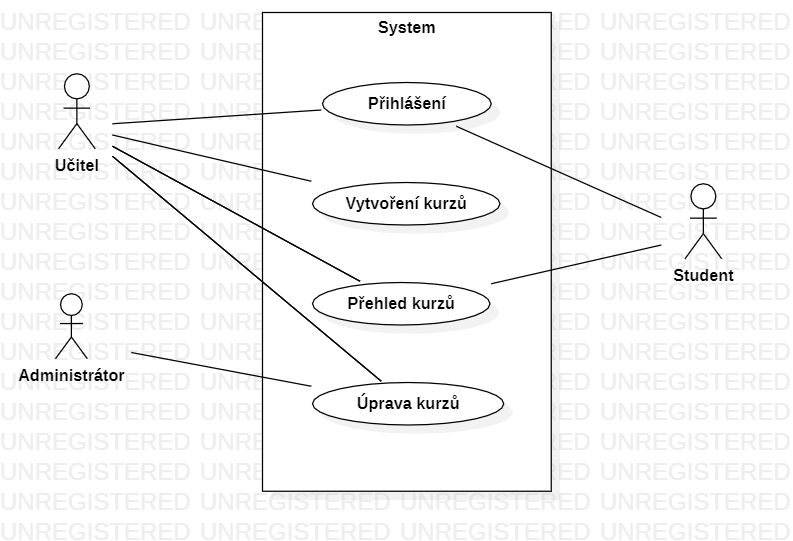 System
Přihlášení
Učitel
Vytvoření kurzů
Student
Přehled kurzů
Administrátor
Úprava kurzů
UNREGISTERED UNREGISTERED UNREGISTERED UNREGISTERED